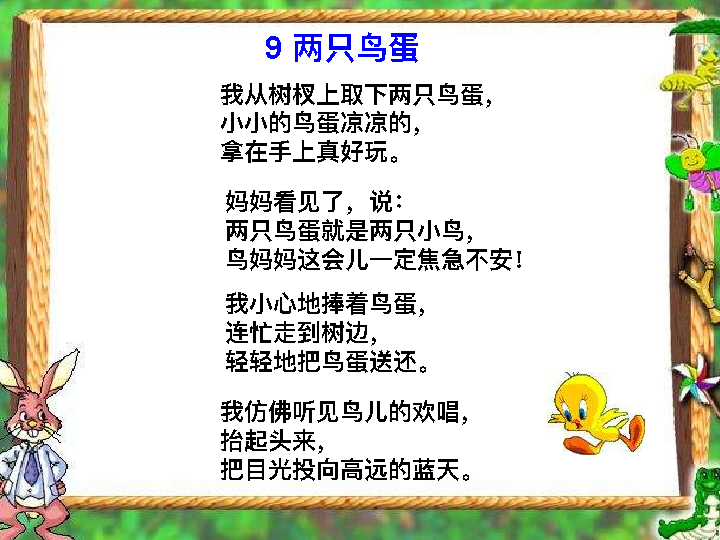 9 两只鸟蛋
我从树杈上取下两只鸟蛋，
小小的鸟蛋凉凉的，
拿在手上真好玩。
妈妈看见了，说：
两只鸟蛋就是两只小鸟，
鸟妈妈这会儿一定焦急不安！
我小心地捧着鸟蛋，
连忙走到树边，
轻轻地把鸟蛋送还。
我仿佛听见鸟儿的欢唱，
抬起头来，
把目光投向高远的蓝天。